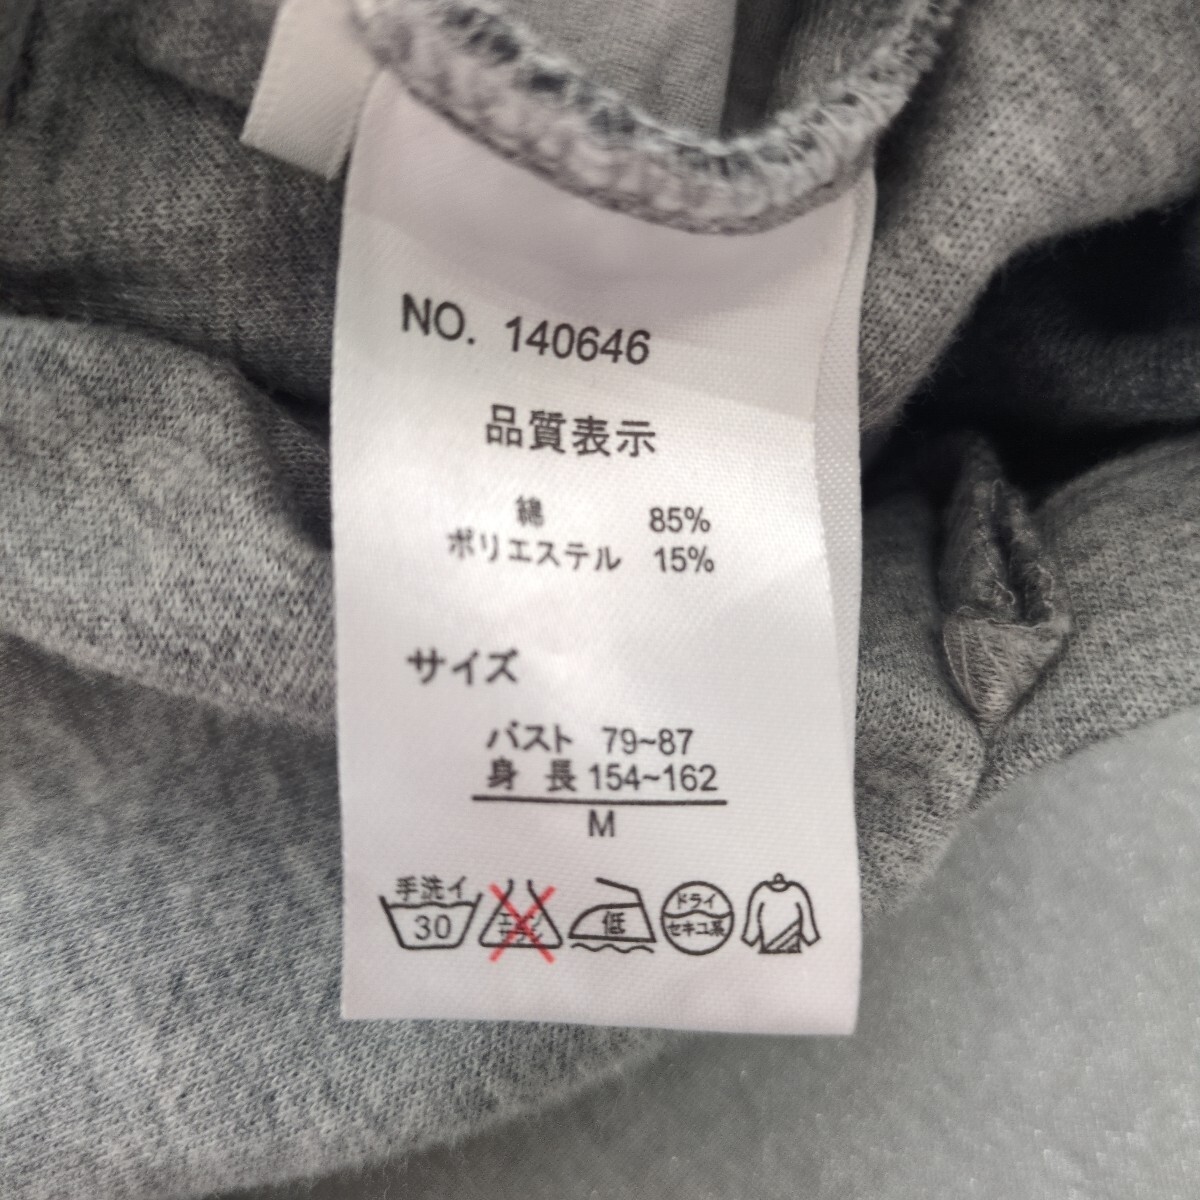 NO. 140646
品質表示
綿 85%
ポリエステル 15%
サイズ
バスト 79~87
身 長 154~162
M
手洗イ
30
低
ドライ
セキユ系